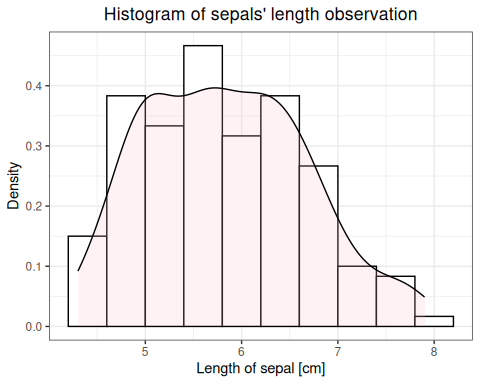 Histogram of sepals' length observation
Density
0.4
0.3
0.2
0.1
0.0
5 6 7 8
Length of sepal [cm]